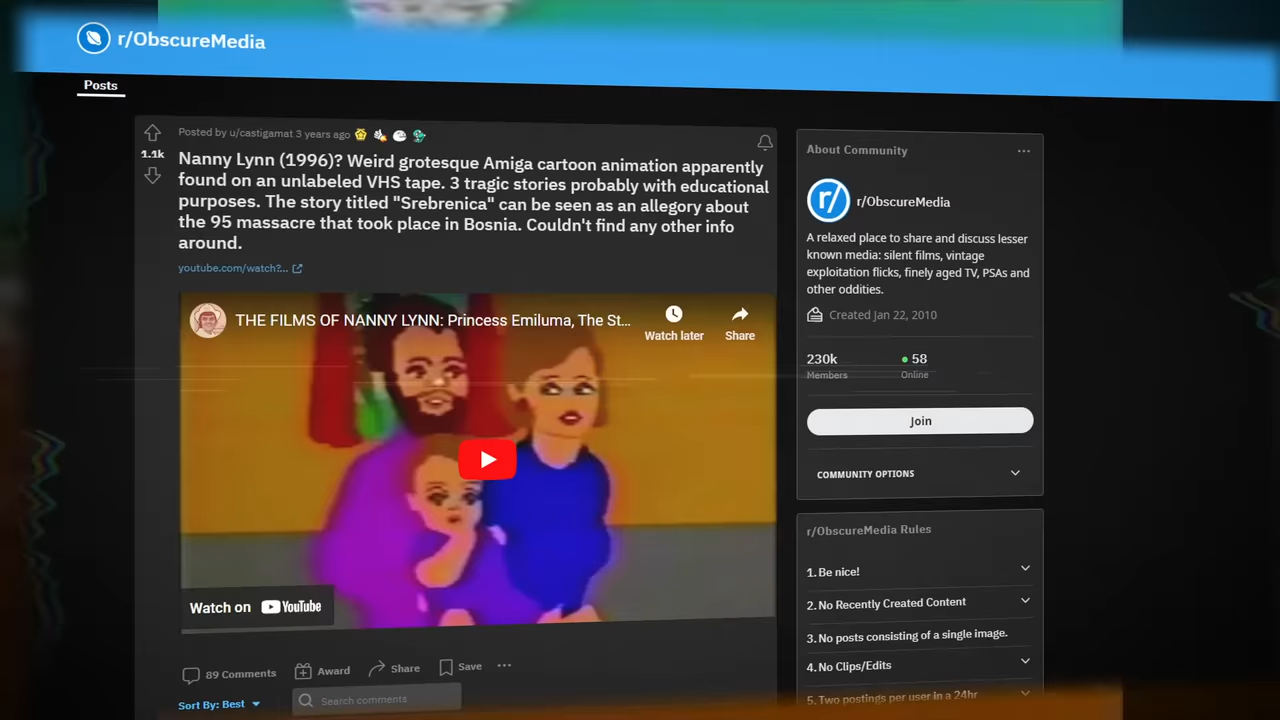 r/ObscureMedia
Posts
Posted by u/castigamat 3 years ago
1.1k
Nanny Lynn (1996)? Weird grotesque Amiga cartoon animation apparently
found on an unlabeled VHS tape. 3 tragic stories probably with educational
purposes. The story titled "Srebrenica" can be seen as an allegory about
the 95 massacre that took place in Bosnia. Couldn't find any other info
around.
youtube.com/watch?...
THE FILMS OF NANNY LYNN: Princess Emiluma, The St...
Watch later
Share
Watch on YouTube
89 Comments Award Share Save ...
Sort By: Best
Search comments
About Community
...
r/
r/ObscureMedia
A relaxed place to share and discuss lesser
known media: silent films, vintage
exploitation flicks, finely aged TV, PSAs and
other oddities.
Created Jan 22, 2010
230k 58
Members Online
Join
COMMUNITY OPTIONS
r/ObscureMedia Rules
1. Be nice!
2. No Recently Created Content
3. No posts consisting of a single image.
4. No Clips/Edits
5. Two postings per user in a 24hr